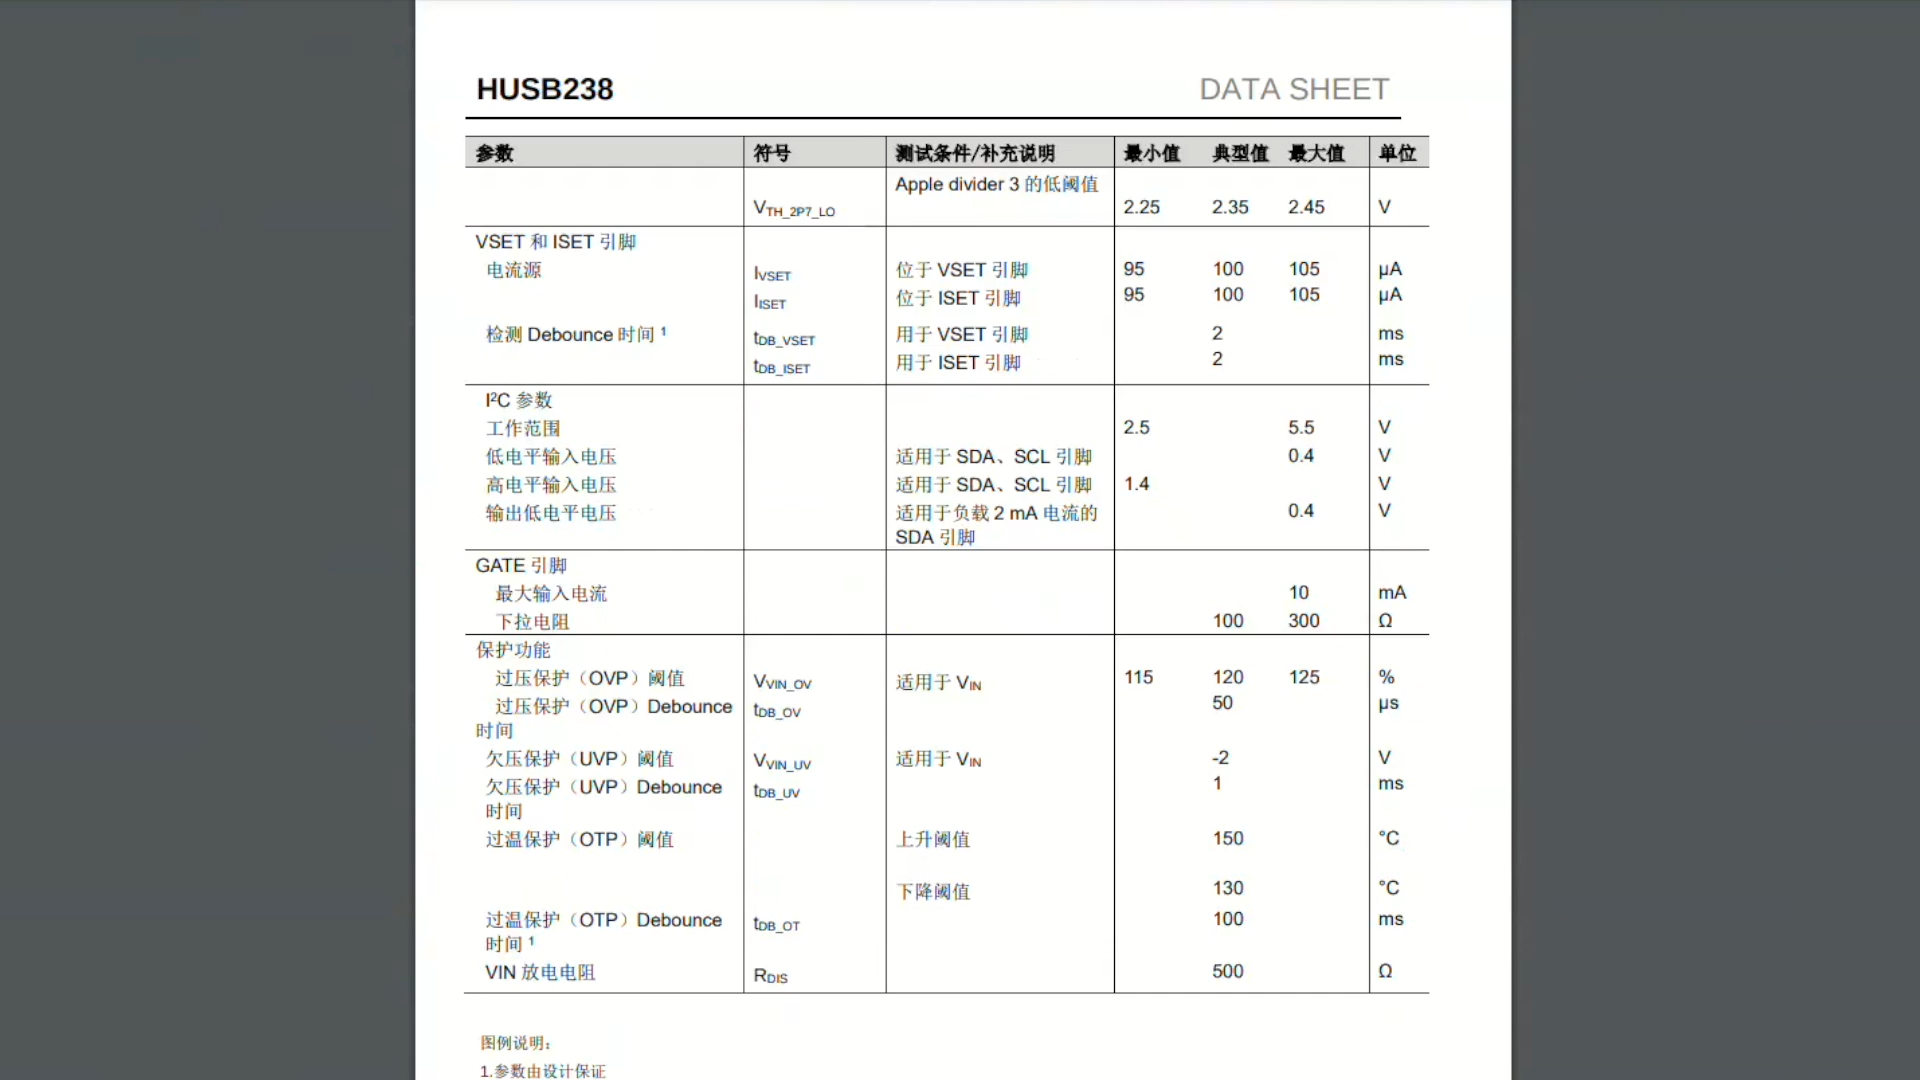 HUSB238 DATA SHEET
参数 符号 测试条件/补充说明 最小值 典型值 最大值 单位
Apple divider 3 的低阈值
VTH_2P7_LO 2.25 2.35 2.45 V
VSET 和 ISET 引脚
电流源 IVSET 位于 VSET 引脚 95 100 105 µA
IISET 位于 ISET 引脚 95 100 105 µA
检测 Debounce 时间 1 tDB_VSET 用于 VSET 引脚 2 ms
tDB_ISET 用于 ISET 引脚 2 ms
I²C 参数
工作范围 2.5 5.5 V
低电平输入电压 适用于 SDA、SCL 引脚 0.4 V
高电平输入电压 适用于 SDA、SCL 引脚 1.4 V
输出低电平电压 适用于负载 2 mA 电流的 0.4 V
SDA 引脚
GATE 引脚
最大输入电流 10 mA
下拉电阻 100 300 Ω
保护功能
过压保护（OVP）阈值 VVIN_OV 适用于 VIN 115 120 125 %
过压保护（OVP）Debounce tDB_OV 50 µs
时间
欠压保护（UVP）阈值 VVIN_UV 适用于 VIN -2 V
欠压保护（UVP）Debounce tDB_UV 1 ms
时间
过温保护（OTP）阈值 上升阈值 150 °C
下降阈值 130 °C
过温保护（OTP）Debounce tDB_OT 100 ms
时间 1
VIN 放电电阻 RDIS 500 Ω
图例说明：
1.参数由设计保证